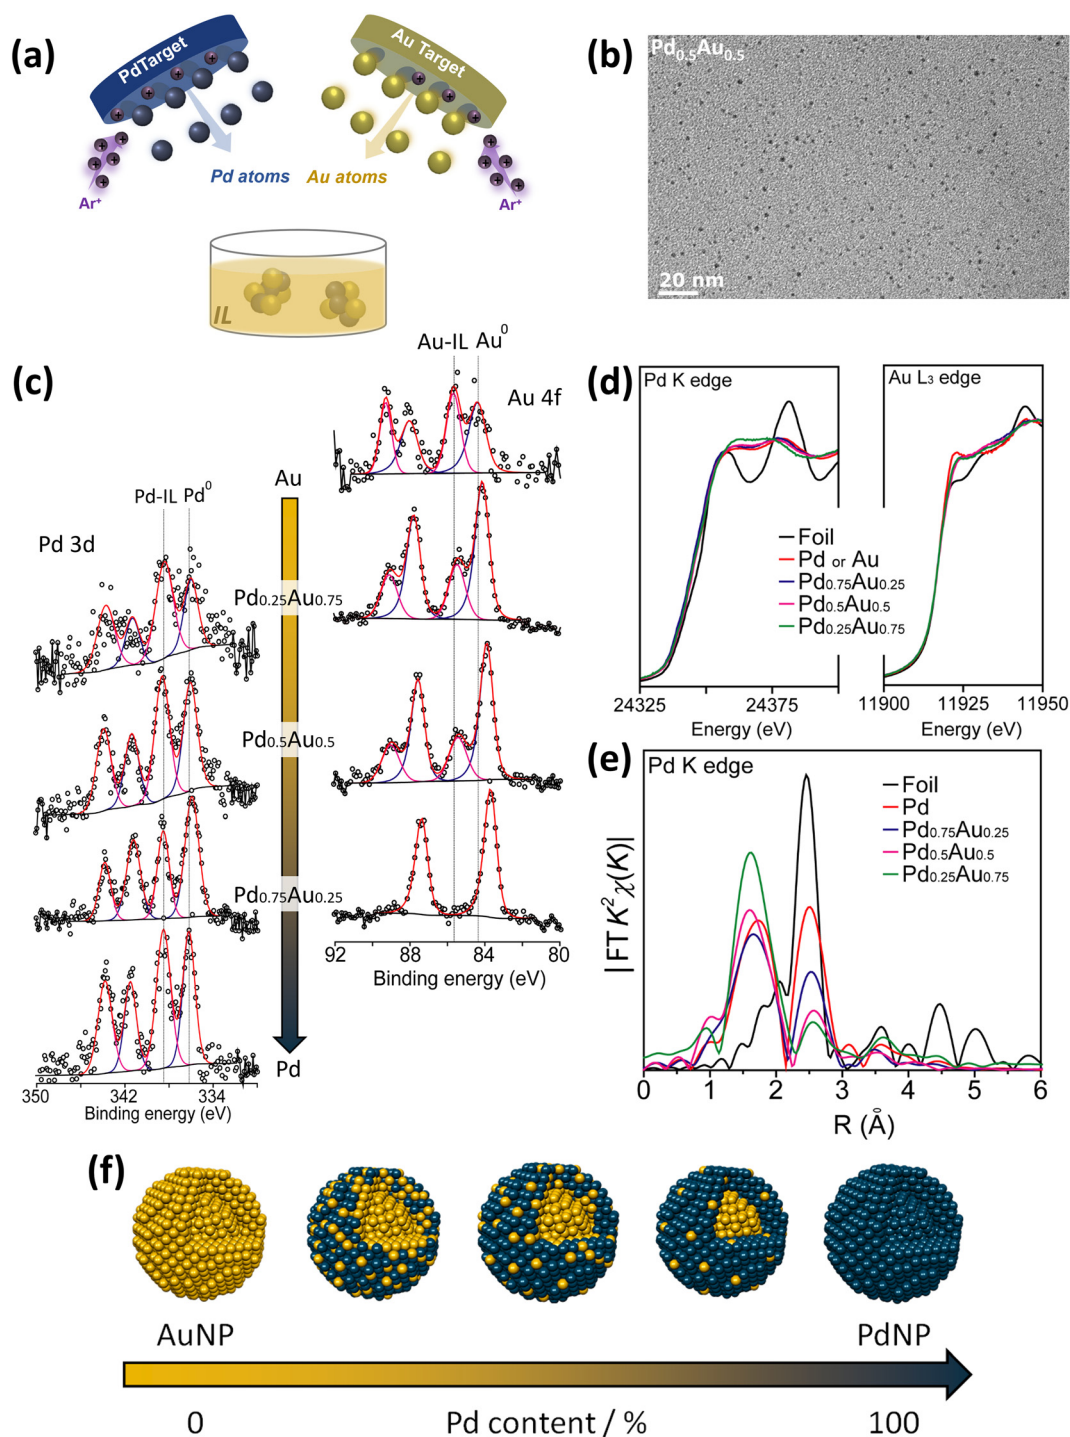 (a)
PdTarget
Au Target
Pd atoms
Au atoms
Ar⁺
Ar⁺
IL
(b)
Pd₀.₅Au₀.₅
20 nm
(c)
Au-IL
Au⁰
Au 4f
Pd-IL
Pd⁰
Pd 3d
Au
Pd₀.₂₅Au₀.₇₅
Pd₀.₅Au₀.₅
Pd₀.₇₅Au₀.₂₅
Pd
350 342 334
Binding energy (eV)
92 88 84 80
Binding energy (eV)
(d)
Pd K edge
Au L₃ edge
Foil
Pd or Au
Pd₀.₇₅Au₀.₂₅
Pd₀.₅Au₀.₅
Pd₀.₂₅Au₀.₇₅
24325 24375
Energy (eV)
11900 11925 11950
Energy (eV)
(e)
Pd K edge
Foil
Pd
Pd₀.₇₅Au₀.₂₅
Pd₀.₅Au₀.₅
Pd₀.₂₅Au₀.₇₅
|FT K² χ(K)|
0 1 2 3 4 5 6
R (Å)
(f)
AuNP
PdNP
0 Pd content / % 100